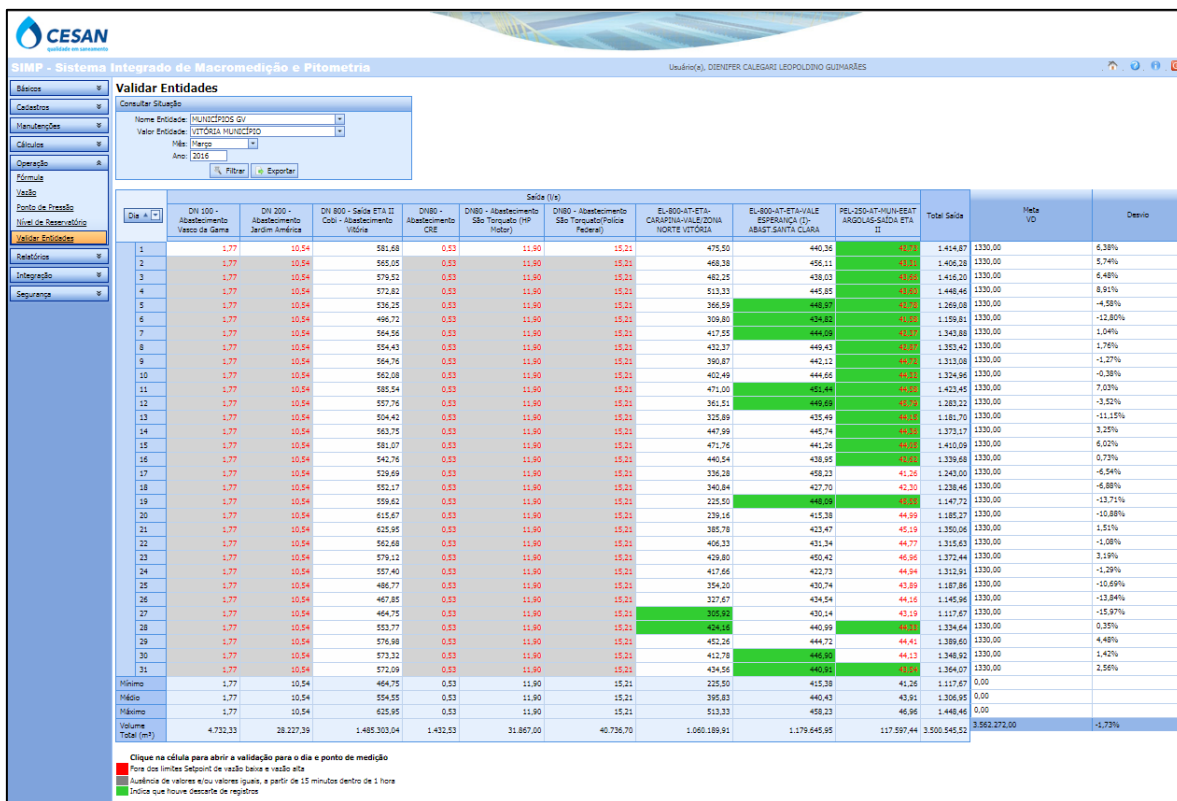 CESAN
qualidade em saneamento
SIMP - Sistema Integrado de Macromedição e Pitometria
Usuário(a), DIENIFER CALEGARI LEOPOLDINO GUIMARÃES
Básicos
Cadastros
Manutenções
Cálculos
Operação
Fórmula
Vazão
Ponto de Pressão
Nível de Reservatório
Validar Entidades
Relatórios
Integração
Segurança
Validar Entidades
Consultar Situação
Nome Entidade: MUNICÍPIOS GV
Valor Entidade: VITÓRIA MUNICÍPIO
Mês: Março
Ano: 2016
Filtrar Exportar
Saída (l/s)
Dia
DN 100 - Abastecimento Vasco da Gama
DN 200 - Abastecimento Jardim América
DN 800 - Saída ETA II Cobi - Abastecimento Vitória
DN80 - Abastecimento CRE
DN80 - Abastecimento São Torquato (MP Motor)
DN80 - Abastecimento São Torquato(Polícia Federal)
EL-800-AT-ETA-CARAPINA-VALE/ZONA NORTE VITÓRIA
EL-800-AT-ETA-VALE ESPERANÇA (I)-ABAST.SANTA CLARA
PEL-250-AT-MUN-EEAT ARGOLAS-SAÍDA ETA II
Total Saída
Meta VD
Desvio
1 1,77 10,54 581,68 0,53 11,90 15,21 475,50 440,36 1.414,87 1330,00 6,38%
2 1,77 10,54 565,05 0,53 11,90 15,21 468,38 456,11 1.406,28 1330,00 5,74%
3 1,77 10,54 579,52 0,53 11,90 15,21 482,25 438,03 1.416,20 1330,00 6,48%
4 1,77 10,54 572,82 0,53 11,90 15,21 513,33 445,85 1.448,46 1330,00 8,91%
5 1,77 10,54 536,25 0,53 11,90 15,21 366,59 448,97 1.269,08 1330,00 -4,58%
6 1,77 10,54 496,72 0,53 11,90 15,21 309,80 434,82 1.159,81 1330,00 -12,80%
7 1,77 10,54 564,56 0,53 11,90 15,21 417,55 444,09 1.343,88 1330,00 1,04%
8 1,77 10,54 554,43 0,53 11,90 15,21 432,37 449,43 1.353,42 1330,00 1,76%
9 1,77 10,54 564,76 0,53 11,90 15,21 390,87 442,12 1.313,08 1330,00 -1,27%
10 1,77 10,54 562,08 0,53 11,90 15,21 402,49 444,66 1.324,96 1330,00 -0,38%
11 1,77 10,54 585,54 0,53 11,90 15,21 471,00 451,44 1.423,45 1330,00 7,03%
12 1,77 10,54 557,76 0,53 11,90 15,21 361,51 449,69 1.283,22 1330,00 -3,52%
13 1,77 10,54 504,42 0,53 11,90 15,21 325,89 435,49 1.181,70 1330,00 -11,15%
14 1,77 10,54 563,75 0,53 11,90 15,21 447,99 445,74 1.373,17 1330,00 3,25%
15 1,77 10,54 581,07 0,53 11,90 15,21 471,76 441,26 1.410,09 1330,00 6,02%
16 1,77 10,54 542,76 0,53 11,90 15,21 440,54 438,95 1.339,68 1330,00 0,73%
17 1,77 10,54 529,69 0,53 11,90 15,21 336,28 458,23 41,26 1.243,00 1330,00 -6,54%
18 1,77 10,54 552,17 0,53 11,90 15,21 340,84 427,70 42,30 1.238,46 1330,00 -6,88%
19 1,77 10,54 559,62 0,53 11,90 15,21 225,50 448,09 1.147,72 1330,00 -13,71%
20 1,77 10,54 615,67 0,53 11,90 15,21 239,16 415,38 44,99 1.185,27 1330,00 -10,88%
21 1,77 10,54 625,95 0,53 11,90 15,21 385,78 423,47 45,19 1.350,06 1330,00 1,51%
22 1,77 10,54 562,68 0,53 11,90 15,21 406,33 431,34 44,77 1.315,63 1330,00 -1,08%
23 1,77 10,54 579,12 0,53 11,90 15,21 429,80 450,42 46,96 1.372,44 1330,00 3,19%
24 1,77 10,54 557,40 0,53 11,90 15,21 417,66 422,73 44,94 1.312,91 1330,00 -1,29%
25 1,77 10,54 486,77 0,53 11,90 15,21 354,20 430,74 43,89 1.187,86 1330,00 -10,69%
26 1,77 10,54 467,85 0,53 11,90 15,21 327,67 434,54 44,16 1.145,96 1330,00 -13,84%
27 1,77 10,54 464,75 0,53 11,90 15,21 305,92 430,14 43,19 1.117,67 1330,00 -15,97%
28 1,77 10,54 553,77 0,53 11,90 15,21 424,16 440,99 1.334,64 1330,00 0,35%
29 1,77 10,54 576,98 0,53 11,90 15,21 452,26 444,72 44,41 1.389,60 1330,00 4,48%
30 1,77 10,54 573,32 0,53 11,90 15,21 412,78 446,90 44,13 1.348,92 1330,00 1,42%
31 1,77 10,54 572,09 0,53 11,90 15,21 434,56 440,91 1.364,07 1330,00 2,56%
Mínimo 1,77 10,54 464,75 0,53 11,90 15,21 225,50 415,38 41,26 1.117,67 0,00
Médio 1,77 10,54 554,55 0,53 11,90 15,21 395,83 440,43 43,91 1.306,95 0,00
Máximo 1,77 10,54 625,95 0,53 11,90 15,21 513,33 458,23 46,96 1.448,46 0,00
Volume Total (m³) 4.732,33 28.227,39 1.485.303,04 1.432,53 31.867,00 40.736,70 1.060.189,91 1.179.645,95 117.597,44 3.500.545,52 3.562.272,00 -1,73%
Clique na célula para abrir a validação para o dia e ponto de medição
Fora dos limites Setpoint de vazão baixa e vazão alta
Ausência de valores e/ou valores iguais, a partir de 15 minutos dentro de 1 hora
Indica que houve descarte de registros